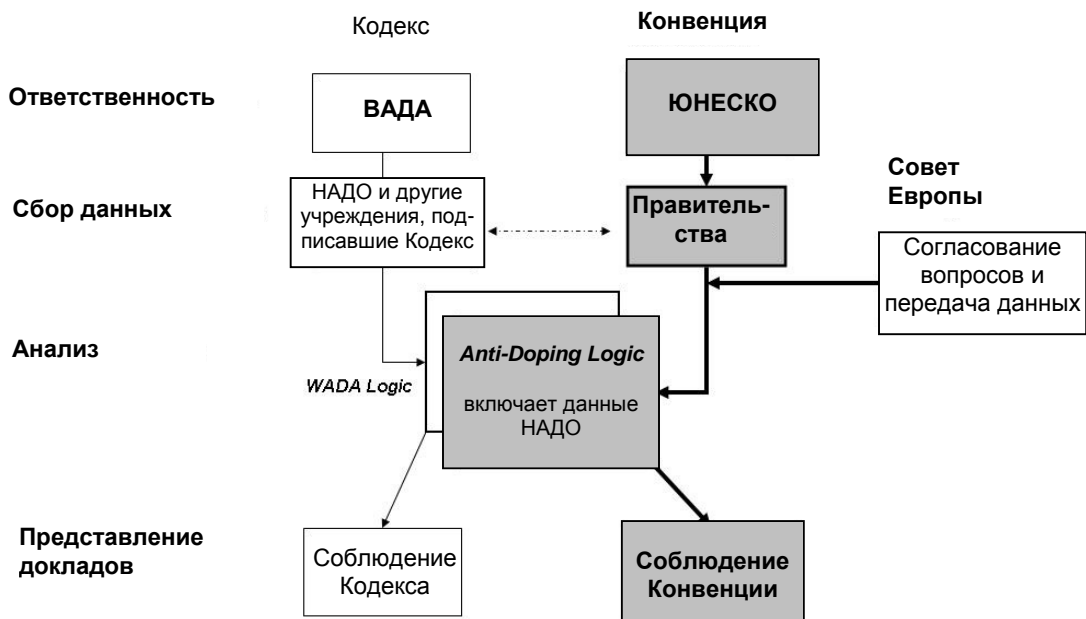 Кодекс
Конвенция
Ответственность
ВАДА
ЮНЕСКО
Совет
Европы
Сбор данных
НАДО и другие
учреждения, под-
писавшие Кодекс
Правитель-
ства
Согласование
вопросов и
передача данных
Анализ
WADA Logic
Anti-Doping Logic
включает данные
НАДО
Представление
докладов
Соблюдение
Кодекса
Соблюдение
Конвенции